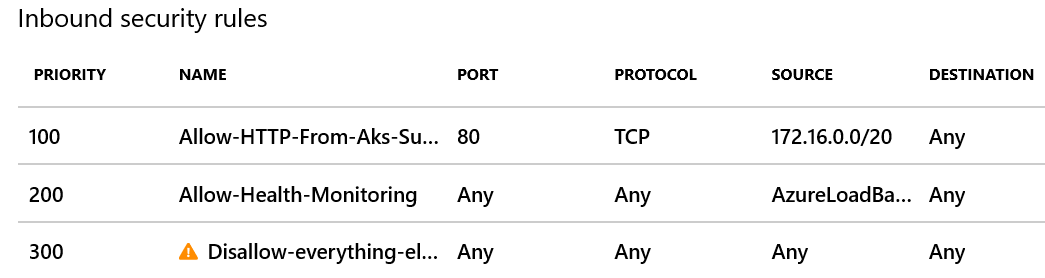 Inbound security rules
PRIORITY NAME PORT PROTOCOL SOURCE DESTINATION
100 Allow-HTTP-From-Aks-Su... 80 TCP 172.16.0.0/20 Any
200 Allow-Health-Monitoring Any Any AzureLoadBa... Any
300 Disallow-everything-el... Any Any Any Any